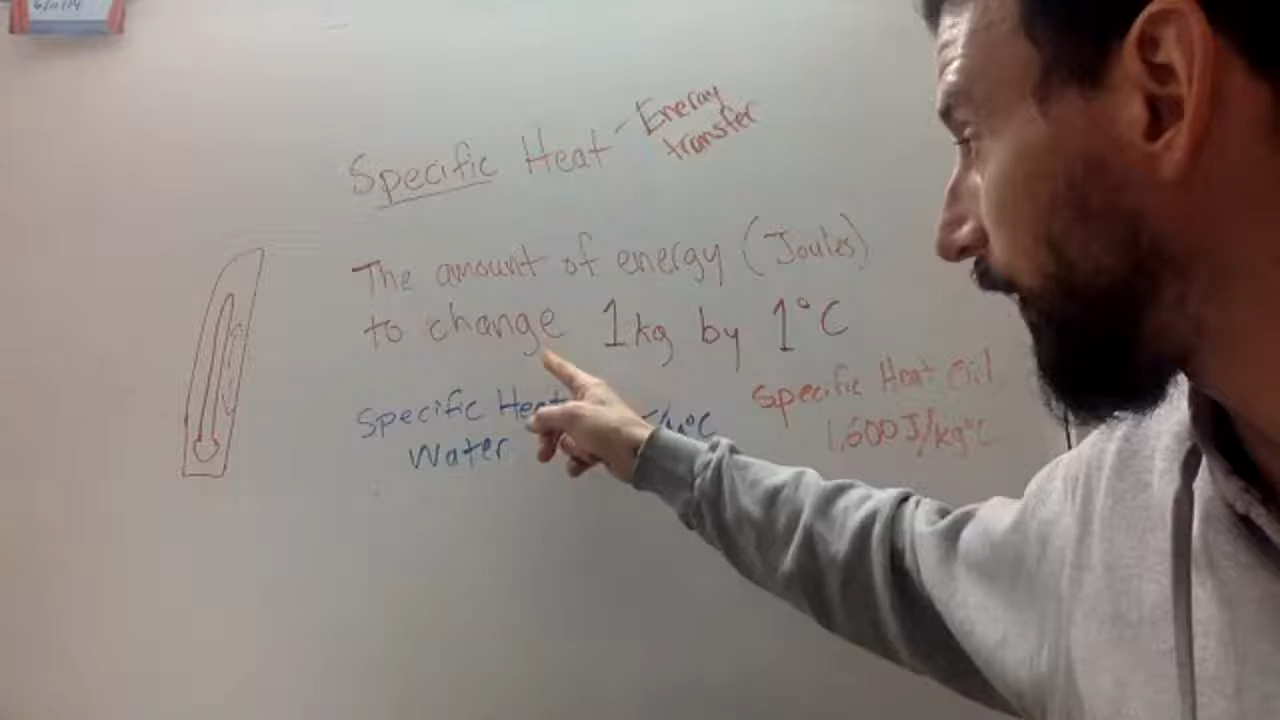 Specific Heat - Energy
transfer
The amount of energy (Joules)
to change 1kg by 1°C
Specific Heat
Water
Specific Heat Oil
1,600 J/kg°C